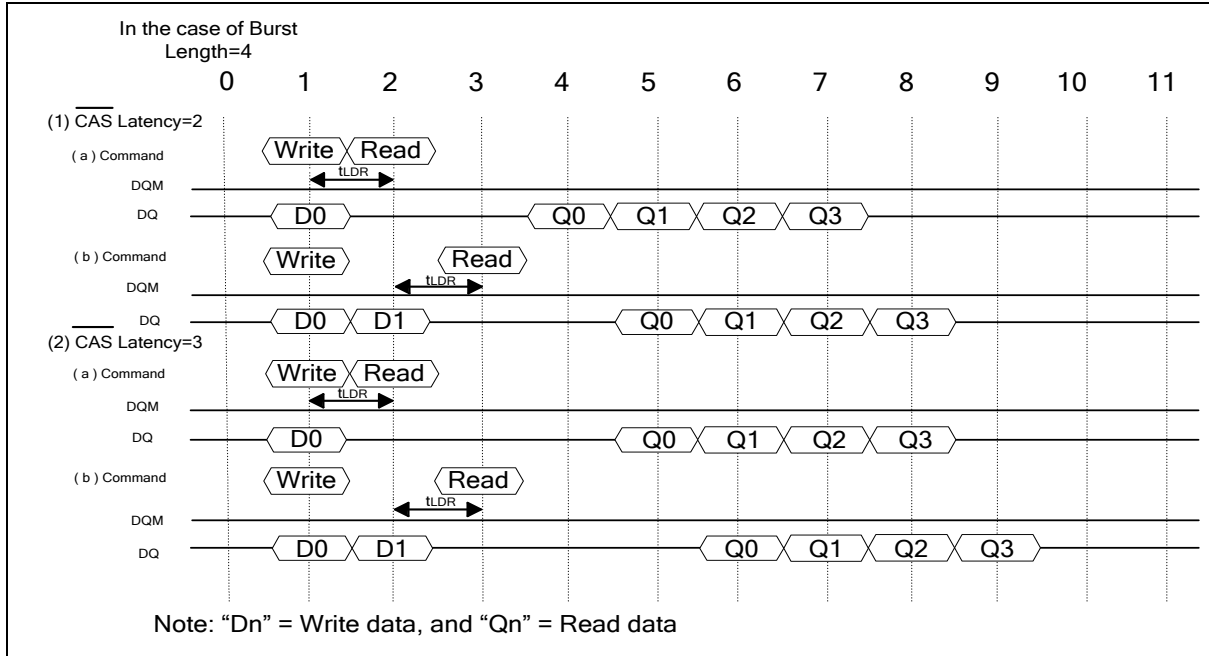 In the case of Burst
Length=4
0 1 2 3 4 5 6 7 8 9 10 11
(1) CAS Latency=2
( a ) Command Write Read
tLDR
DQM
DQ D0 Q0 Q1 Q2 Q3
( b ) Command Write Read
tLDR
DQM
DQ D0 D1 Q0 Q1 Q2 Q3
(2) CAS Latency=3
( a ) Command Write Read
tLDR
DQM
DQ D0 Q0 Q1 Q2 Q3
( b ) Command Write Read
tLDR
DQM
DQ D0 D1 Q0 Q1 Q2 Q3
Note: “Dn” = Write data, and “Qn” = Read data